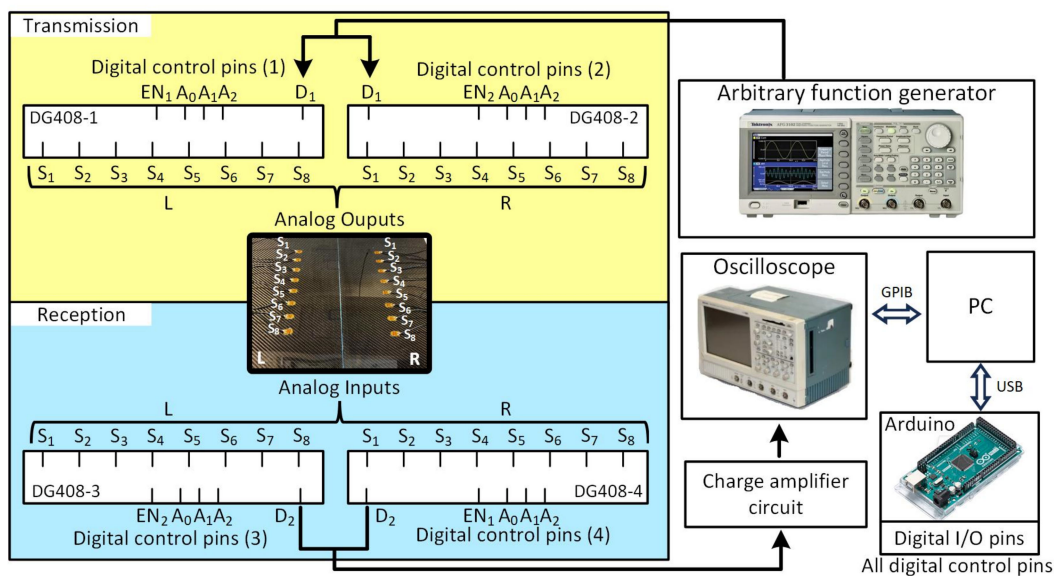 Transmission
Digital control pins (1)
EN1 A0 A1 A2 D1
DG408-1
S1 S2 S3 S4 S5 S6 S7 S8
L
Digital control pins (2)
D1 EN2 A0 A1 A2
DG408-2
S1 S2 S3 S4 S5 S6 S7 S8
R
Analog Ouputs
S1 S1
S2 S2
S3 S3
S4 S4
S5 S5
S6 S6
S7 S7
S8 S8
L R
Reception
Analog Inputs
L
S1 S2 S3 S4 S5 S6 S7 S8
DG408-3
EN2 A0 A1 A2 D2
Digital control pins (3)
R
S1 S2 S3 S4 S5 S6 S7 S8
DG408-4
D2 EN1 A0 A1 A2
Digital control pins (4)
Arbitrary function generator
Tektronix
Oscilloscope
GPIB
PC
USB
Charge amplifier
circuit
Arduino
Digital I/O pins
All digital control pins